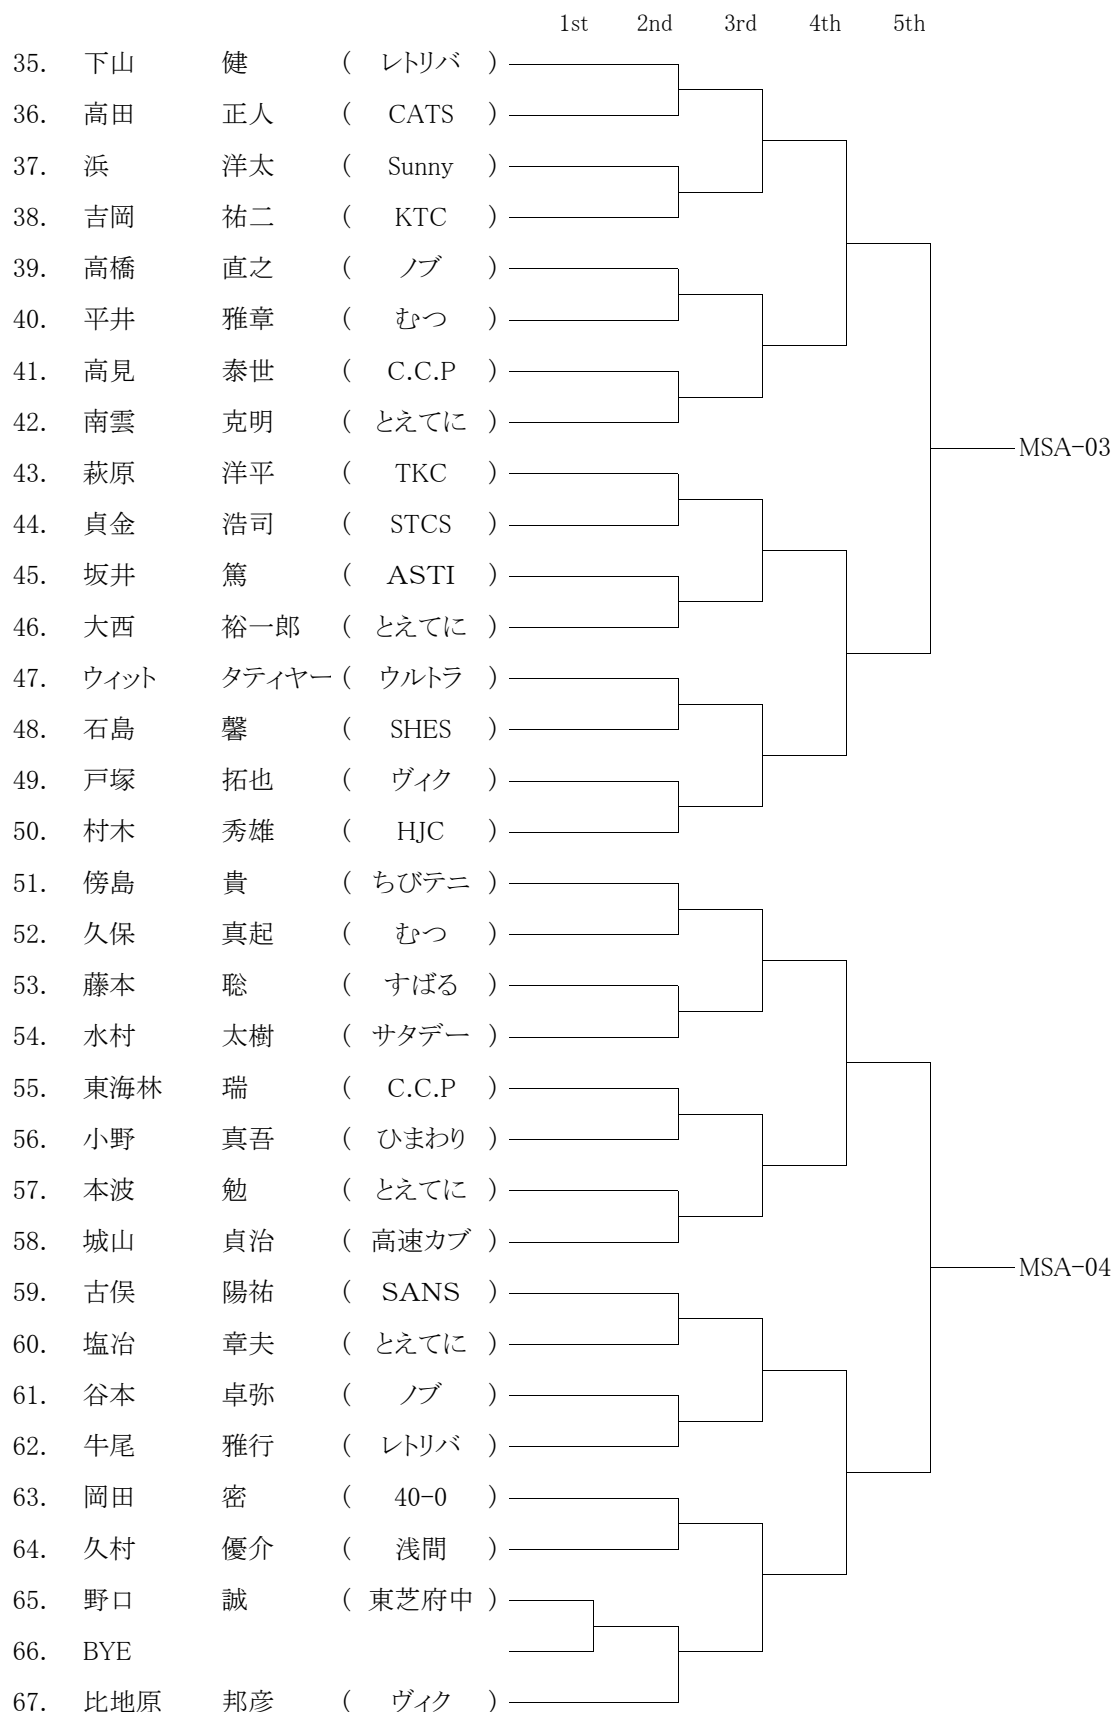 1st 2nd 3rd 4th 5th
35. 下山 健 ( レトリバ )
36. 高田 正人 ( CATS )
37. 浜 洋太 ( Sunny )
38. 吉岡 祐二 ( KTC )
39. 高橋 直之 ( ノブ )
40. 平井 雅章 ( むつ )
41. 高見 泰世 ( C.C.P )
42. 南雲 克明 ( とえてに )
MSA-03
43. 萩原 洋平 ( TKC )
44. 貞金 浩司 ( STCS )
45. 坂井 篤 ( ASTI )
46. 大西 裕一郎 ( とえてに )
47. ウィット タティヤー ( ウルトラ )
48. 石島 馨 ( SHES )
49. 戸塚 拓也 ( ヴィク )
50. 村木 秀雄 ( HJC )
51. 傍島 貴 ( ちびテニ )
52. 久保 真起 ( むつ )
53. 藤本 聡 ( すばる )
54. 水村 太樹 ( サタデー )
55. 東海林 瑞 ( C.C.P )
56. 小野 真吾 ( ひまわり )
57. 本波 勉 ( とえてに )
58. 城山 貞治 ( 高速カブ )
MSA-04
59. 古俣 陽祐 ( SANS )
60. 塩冶 章夫 ( とえてに )
61. 谷本 卓弥 ( ノブ )
62. 牛尾 雅行 ( レトリバ )
63. 岡田 密 ( 40-0 )
64. 久村 優介 ( 浅間 )
65. 野口 誠 ( 東芝府中 )
66. BYE
67. 比地原 邦彦 ( ヴィク )